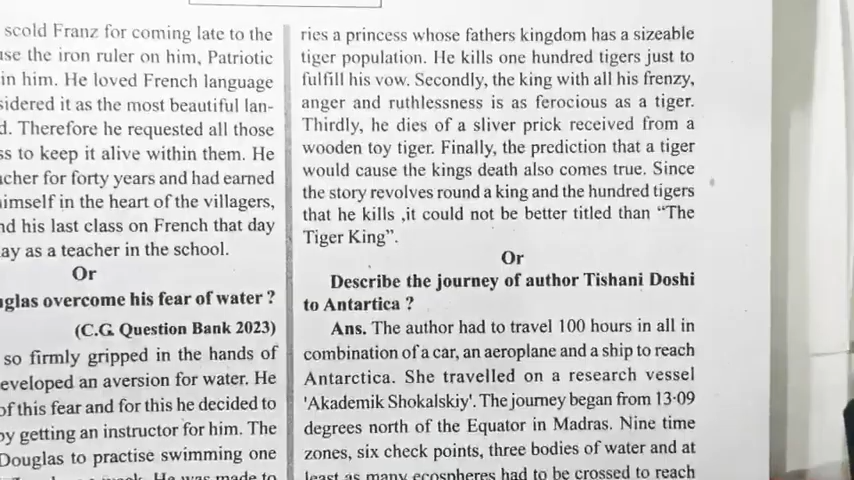 scold Franz for coming late to the
use the iron ruler on him, Patriotic
in him. He loved French language
sidered it as the most beautiful lan-
d. Therefore he requested all those
ss to keep it alive within them. He
acher for forty years and had earned
himself in the heart of the villagers,
nd his last class on French that day
ay as a teacher in the school.
Or
glas overcome his fear of water ?
(C.G. Question Bank 2023)
so firmly gripped in the hands of
eveloped an aversion for water. He
of this fear and for this he decided to
by getting an instructor for him. The
Douglas to practise swimming one
He was made to
ries a princess whose fathers kingdom has a sizeable
tiger population. He kills one hundred tigers just to
fulfill his vow. Secondly, the king with all his frenzy,
anger and ruthlessness is as ferocious as a tiger.
Thirdly, he dies of a sliver prick received from a
wooden toy tiger. Finally, the prediction that a tiger
would cause the kings death also comes true. Since
the story revolves round a king and the hundred tigers
that he kills ,it could not be better titled than “The
Tiger King”.
Or
Describe the journey of author Tishani Doshi
to Antartica ?
Ans. The author had to travel 100 hours in all in
combination of a car, an aeroplane and a ship to reach
Antarctica. She travelled on a research vessel
'Akademik Shokalskiy'. The journey began from 13·09
degrees north of the Equator in Madras. Nine time
zones, six check points, three bodies of water and at
least as many ecospheres had to be crossed to reach